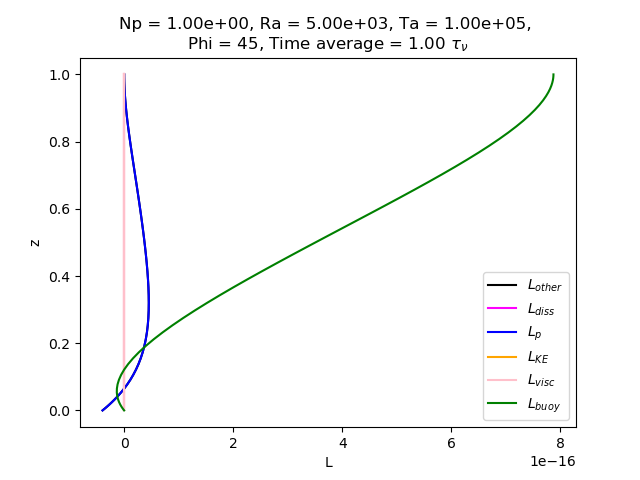 Np = 1.00e+00, Ra = 5.00e+03, Ta = 1.00e+05,
Phi = 45, Time average = 1.00 τ_ν
1.0
0.8
0.6
0.4
0.2
0.0
z
L_other
L_diss
L_p
L_KE
L_visc
L_buoy
0 2 4 6 8
L
1e−16